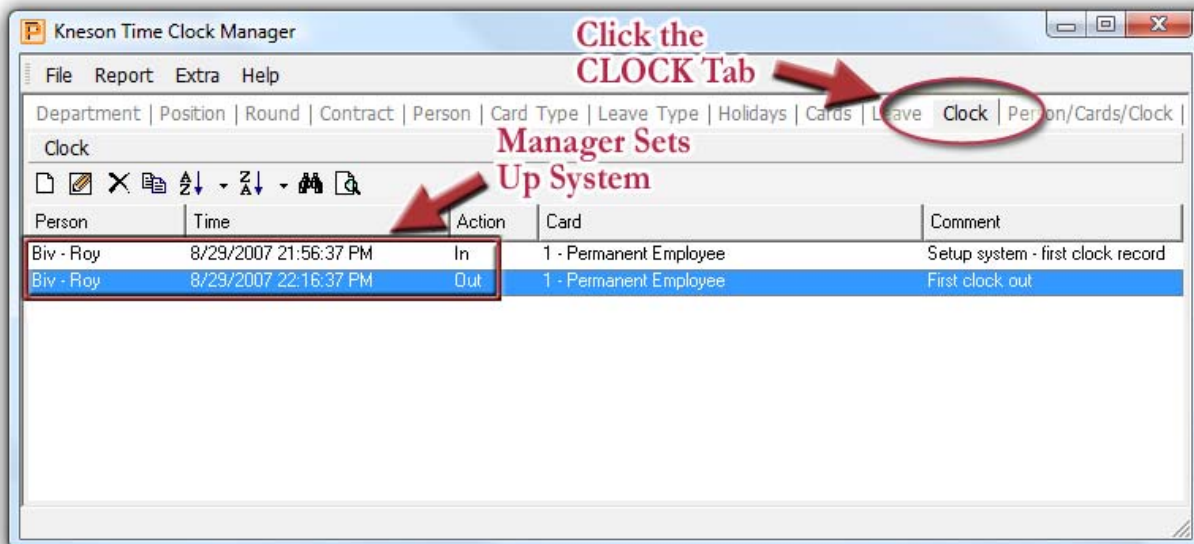 Kneson Time Clock Manager
Click the
CLOCK Tab
File Report Extra Help
Department | Position | Round | Contract | Person | Card Type | Leave Type | Holidays | Cards | Leave Clock | Person/Cards/Clock |
Clock
Manager Sets
Up System
Person Time Action Card Comment
Biv - Roy 8/29/2007 21:56:37 PM In 1 - Permanent Employee Setup system - first clock record
Biv - Roy 8/29/2007 22:16:37 PM Out 1 - Permanent Employee First clock out